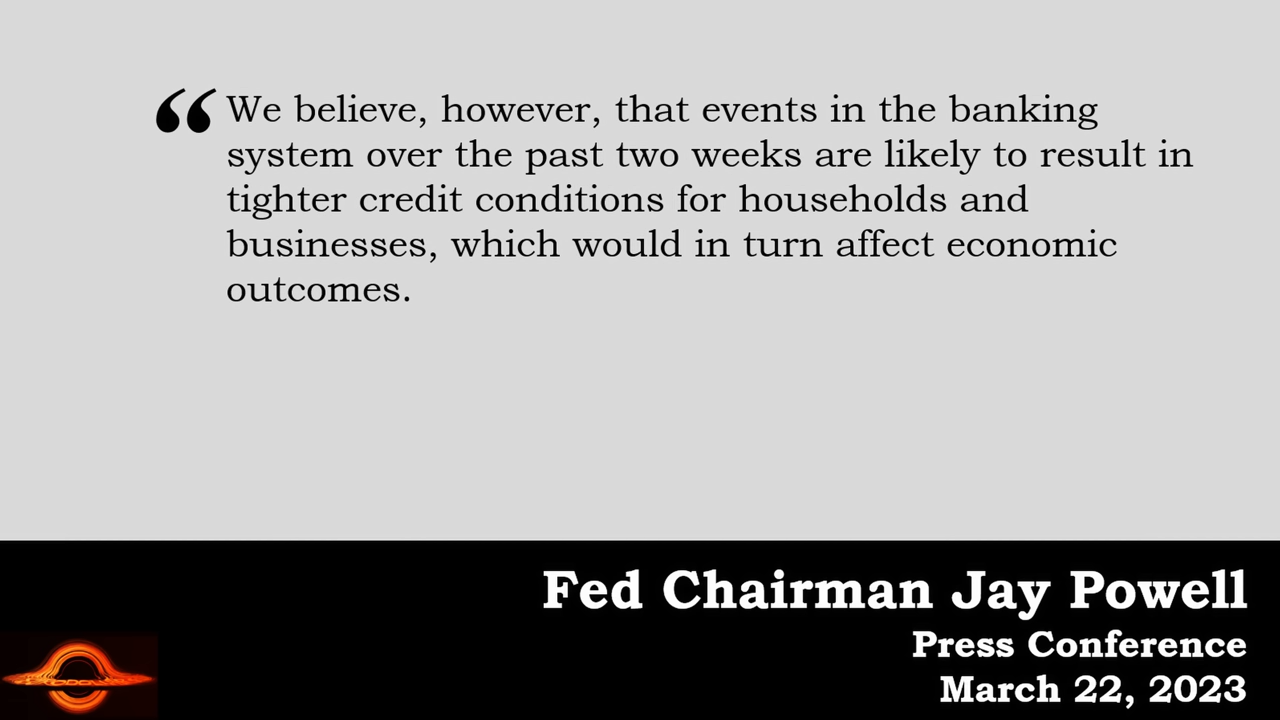 “We believe, however, that events in the banking
system over the past two weeks are likely to result in
tighter credit conditions for households and
businesses, which would in turn affect economic
outcomes.
Fed Chairman Jay Powell
Press Conference
March 22, 2023